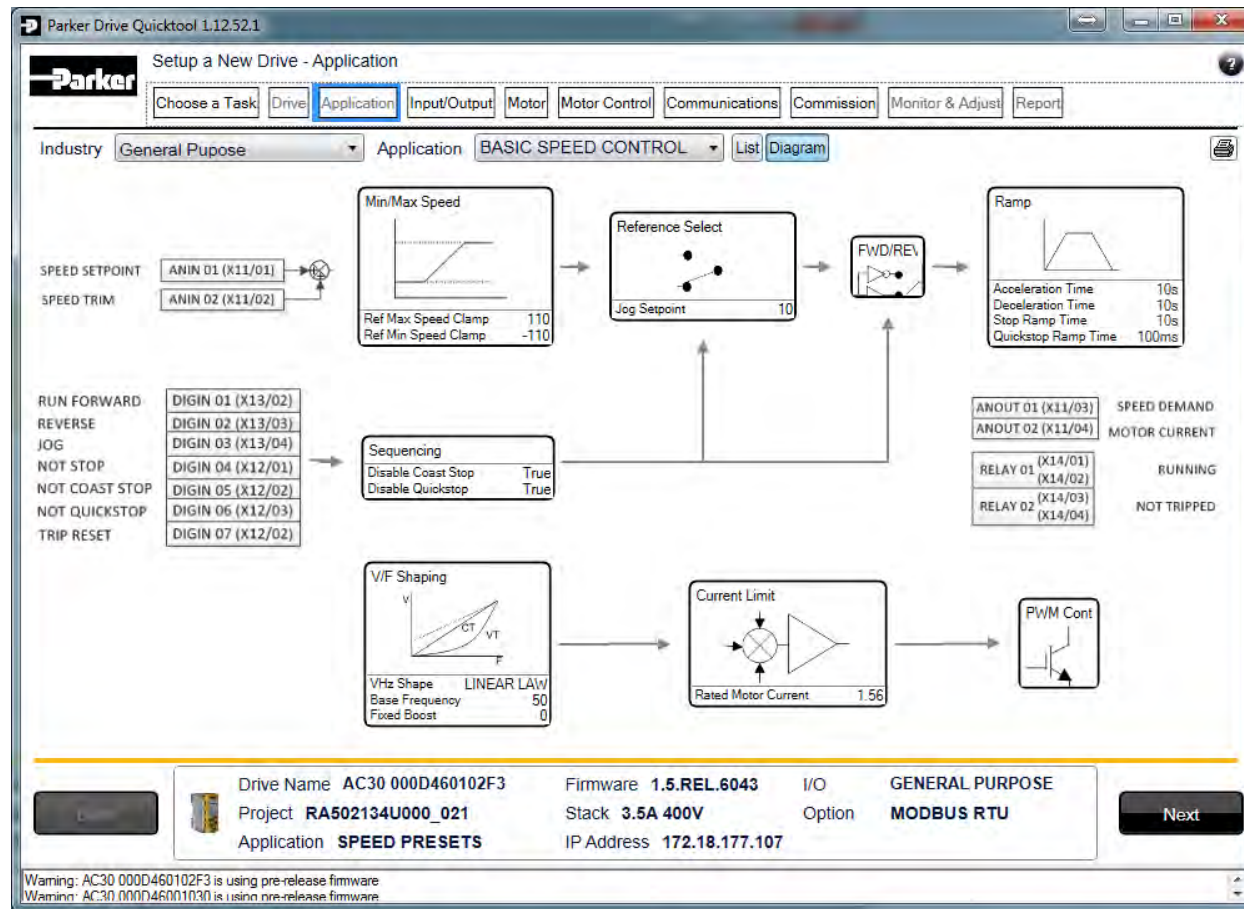 Parker Drive Quicktool 1.12.52.1
Parker
Setup a New Drive - Application
?
Choose a Task Drive Application Input/Output Motor Motor Control Communications Commission Monitor & Adjust Report
Industry General Pupose Application BASIC SPEED CONTROL List Diagram
SPEED SETPOINT ANIN 01 (X11/01)
SPEED TRIM ANIN 02 (X11/02)
Min/Max Speed
Ref Max Speed Clamp 110
Ref Min Speed Clamp -110
Reference Select
Jog Setpoint 10
FWD/REV
Ramp
Acceleration Time 10s
Deceleration Time 10s
Stop Ramp Time 10s
Quickstop Ramp Time 100ms
RUN FORWARD DIGIN 01 (X13/02)
REVERSE DIGIN 02 (X13/03)
JOG DIGIN 03 (X13/04)
NOT STOP DIGIN 04 (X12/01)
NOT COAST STOP DIGIN 05 (X12/02)
NOT QUICKSTOP DIGIN 06 (X12/03)
TRIP RESET DIGIN 07 (X12/02)
Sequencing
Disable Coast Stop True
Disable Quickstop True
ANOUT 01 (X11/03) SPEED DEMAND
ANOUT 02 (X11/04) MOTOR CURRENT
RELAY 01 (X14/01) (X14/02) RUNNING
RELAY 02 (X14/03) (X14/04) NOT TRIPPED
V/F Shaping
V
CT
VT
F
VHz Shape LINEAR LAW
Base Frequency 50
Fixed Boost 0
Current Limit
Rated Motor Current 1.56
PWM Cont
Drive Name AC30 000D460102F3 Firmware 1.5.REL.6043 I/O GENERAL PURPOSE
Project RA502134U000_021 Stack 3.5A 400V Option MODBUS RTU
Application SPEED PRESETS IP Address 172.18.177.107
Next
Warning: AC30 000D460102F3 is using pre-release firmware
Warning: AC30 000D46001030 is using pre-release firmware